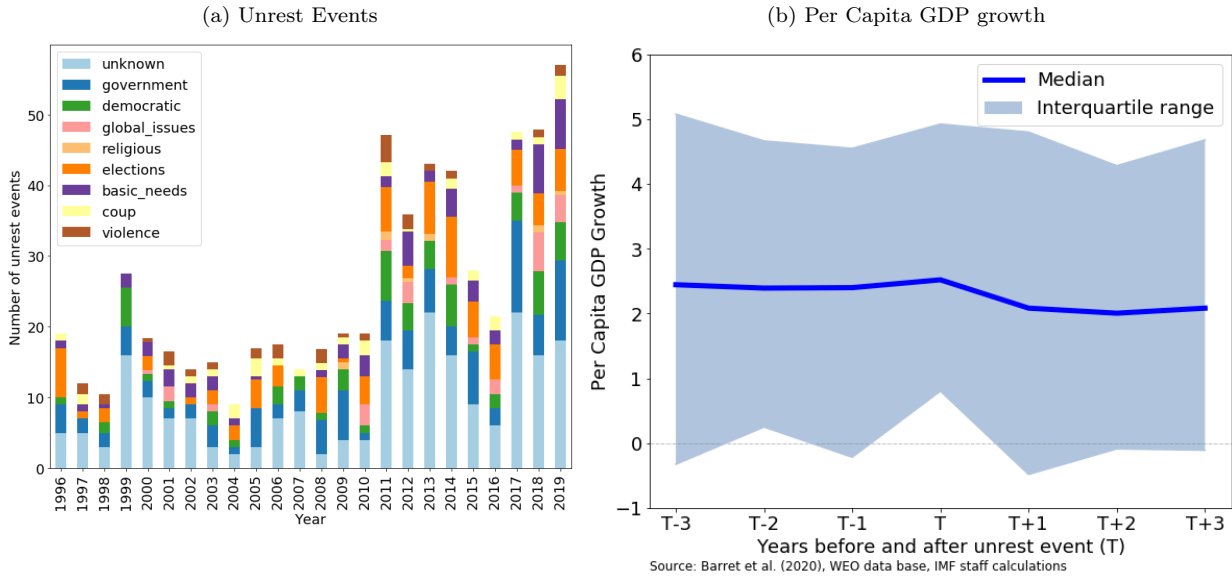 (a) Unrest Events
Number of unrest events
0
10
20
30
40
50
unknown
government
democratic
global_issues
religious
elections
basic_needs
coup
violence
1996 1997 1998 1999 2000 2001 2002 2003 2004 2005 2006 2007 2008 2009 2010 2011 2012 2013 2014 2015 2016 2017 2018 2019
Year
(b) Per Capita GDP growth
Per Capita GDP Growth
6
5
4
3
2
1
0
−1
Median
Interquartile range
T-3 T-2 T-1 T T+1 T+2 T+3
Years before and after unrest event (T)
Source: Barret et al. (2020), WEO data base, IMF staff calculations